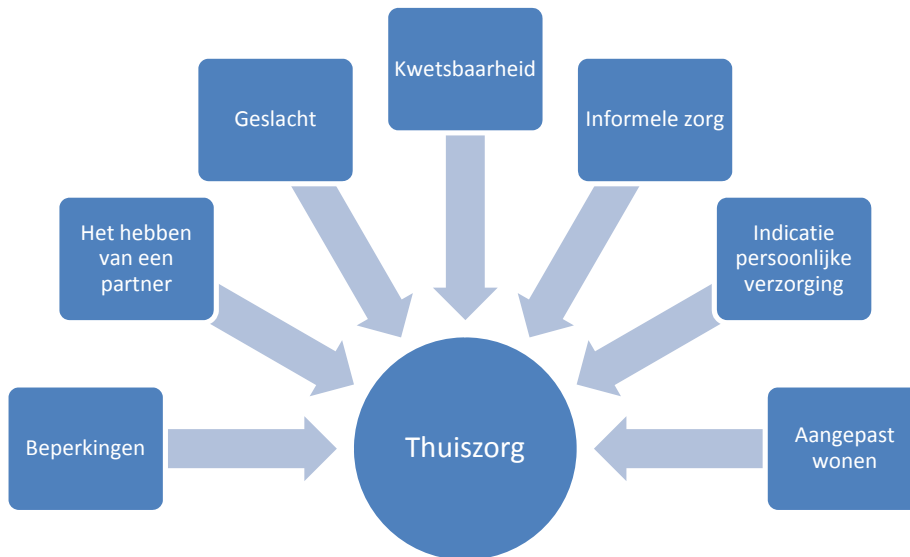 Kwetsbaarheid
Geslacht
Informele zorg
Het hebben
van een
partner
Indicatie
persoonlijke
verzorging
Beperkingen
Thuiszorg
Aangepast
wonen